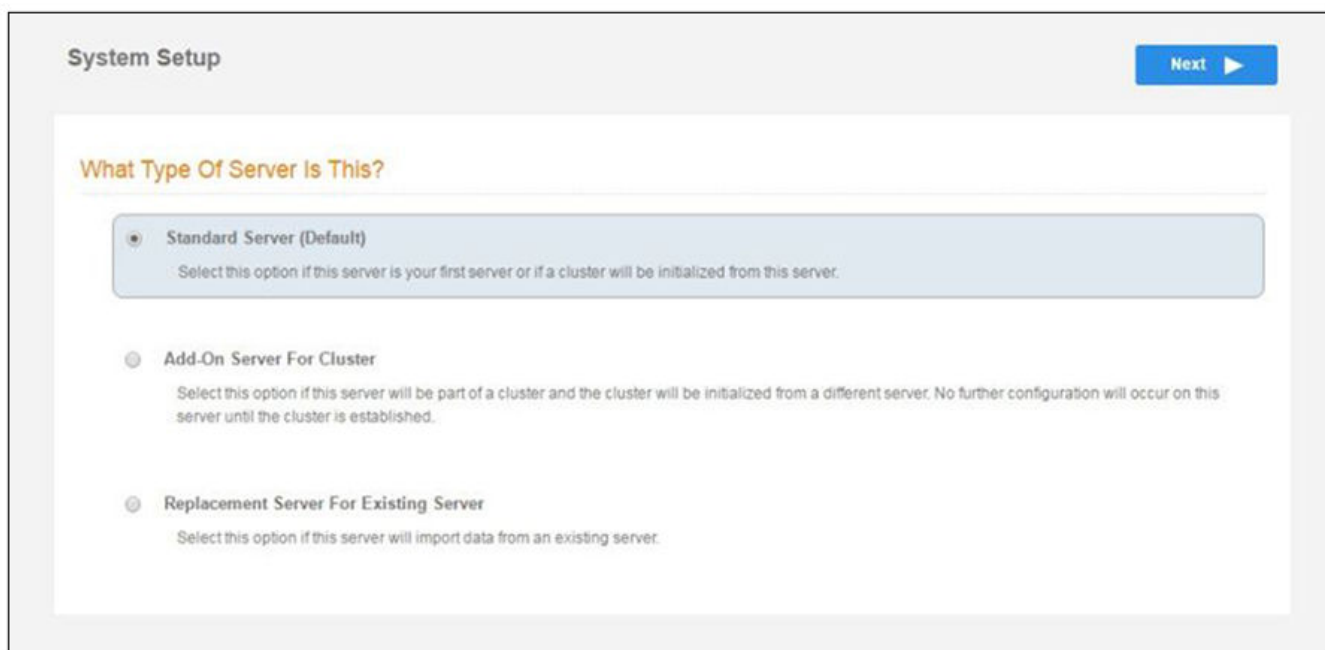 System Setup
Next
What Type Of Server Is This?
Standard Server (Default)
Select this option if this server is your first server or if a cluster will be initialized from this server.
Add-On Server For Cluster
Select this option if this server will be part of a cluster and the cluster will be initialized from a different server. No further configuration will occur on this
server until the cluster is established.
Replacement Server For Existing Server
Select this option if this server will import data from an existing server.